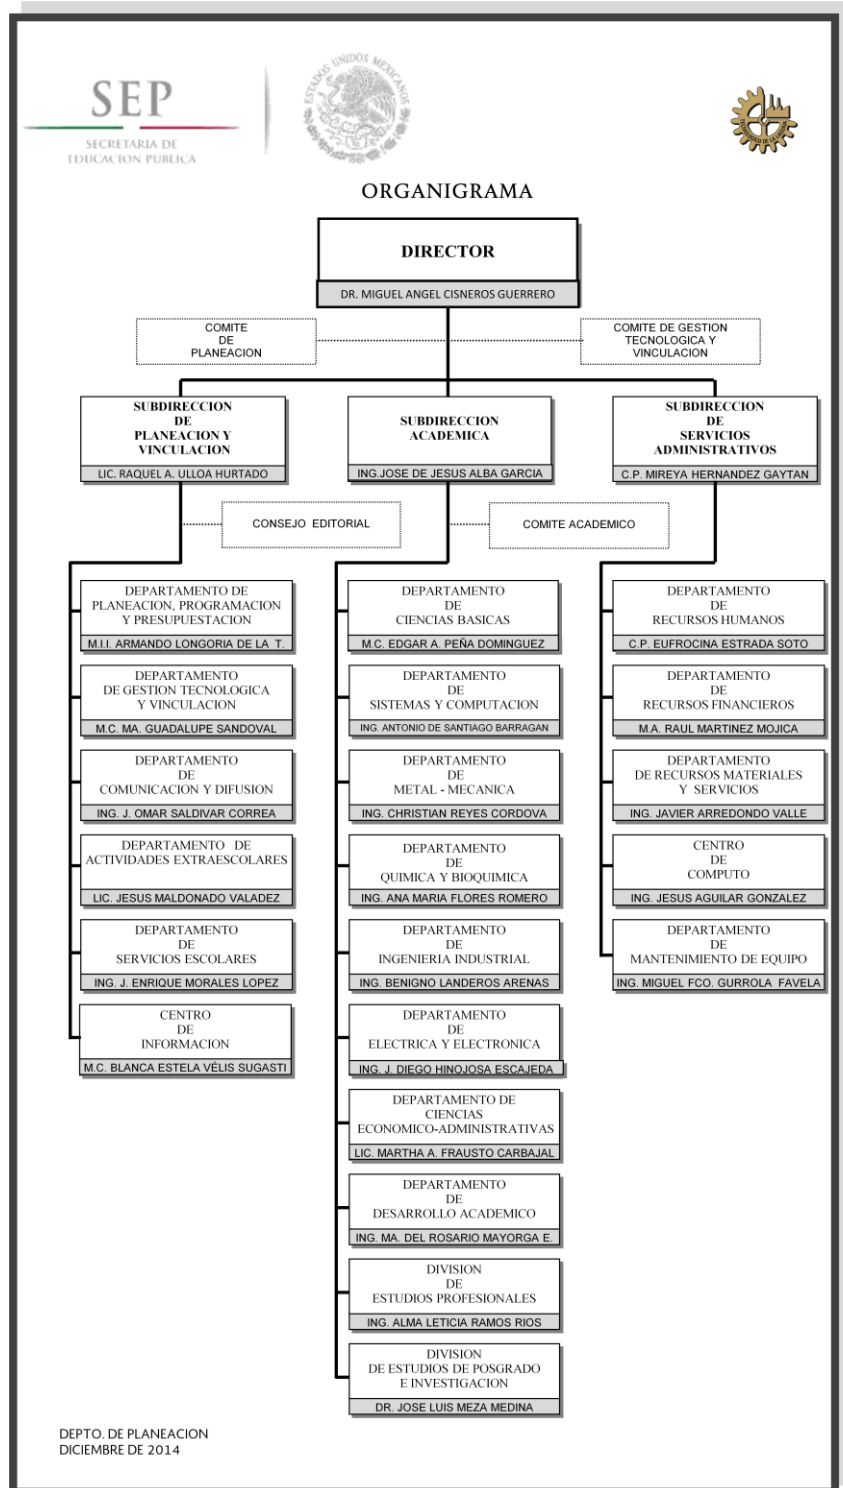 SEP
SECRETARIA DE
EDUCACION PUBLICA
ESTADOS UNIDOS MEXICANOS
ORGANIGRAMA
DIRECTOR
DR. MIGUEL ANGEL CISNEROS GUERRERO
COMITE
DE
PLANEACION
COMITE DE GESTION
TECNOLOGICA Y
VINCULACION
SUBDIRECCION
DE
PLANEACION Y
VINCULACION
LIC. RAQUEL A. ULLOA HURTADO
SUBDIRECCION
ACADEMICA
ING.JOSE DE JESUS ALBA GARCIA
SUBDIRECCION
DE
SERVICIOS
ADMINISTRATIVOS
C.P. MIREYA HERNANDEZ GAYTAN
CONSEJO EDITORIAL
COMITE ACADEMICO
DEPARTAMENTO DE
PLANEACION, PROGRAMACION
Y PRESUPUESTACION
M.I.I. ARMANDO LONGORIA DE LA T.
DEPARTAMENTO
DE GESTION TECNOLOGICA
Y VINCULACION
M.C. MA. GUADALUPE SANDOVAL
DEPARTAMENTO
DE
COMUNICACION Y DIFUSION
ING. J. OMAR SALDIVAR CORREA
DEPARTAMENTO DE
ACTIVIDADES EXTRAESCOLARES
LIC. JESUS MALDONADO VALADEZ
DEPARTAMENTO
DE
SERVICIOS ESCOLARES
ING. J. ENRIQUE MORALES LOPEZ
CENTRO
DE
INFORMACION
M.C. BLANCA ESTELA VÉLIS SUGASTI
DEPARTAMENTO
DE
CIENCIAS BASICAS
M.C. EDGAR A. PEÑA DOMINGUEZ
DEPARTAMENTO
DE
SISTEMAS Y COMPUTACION
ING. ANTONIO DE SANTIAGO BARRAGAN
DEPARTAMENTO
DE
METAL - MECANICA
ING. CHRISTIAN REYES CORDOVA
DEPARTAMENTO
DE
QUIMICA Y BIOQUIMICA
ING. ANA MARIA FLORES ROMERO
DEPARTAMENTO
DE
INGENIERIA INDUSTRIAL
ING. BENIGNO LANDEROS ARENAS
DEPARTAMENTO
DE
ELECTRICA Y ELECTRONICA
ING. J. DIEGO HINOJOSA ESCAJEDA
DEPARTAMENTO DE
CIENCIAS
ECONOMICO-ADMINISTRATIVAS
LIC. MARTHA A. FRAUSTO CARBAJAL
DEPARTAMENTO
DE
DESARROLLO ACADEMICO
ING. MA. DEL ROSARIO MAYORGA E.
DIVISION
DE
ESTUDIOS PROFESIONALES
ING. ALMA LETICIA RAMOS RIOS
DIVISION
DE ESTUDIOS DE POSGRADO
E INVESTIGACION
DR. JOSE LUIS MEZA MEDINA
DEPARTAMENTO
DE
RECURSOS HUMANOS
C.P. EUFROCINA ESTRADA SOTO
DEPARTAMENTO
DE
RECURSOS FINANCIEROS
M.A. RAUL MARTINEZ MOJICA
DEPARTAMENTO
DE RECURSOS MATERIALES
Y SERVICIOS
ING. JAVIER ARREDONDO VALLE
CENTRO
DE
COMPUTO
ING. JESUS AGUILAR GONZALEZ
DEPARTAMENTO
DE
MANTENIMIENTO DE EQUIPO
ING. MIGUEL FCO. GURROLA FAVELA
DEPTO. DE PLANEACION
DICIEMBRE DE 2014